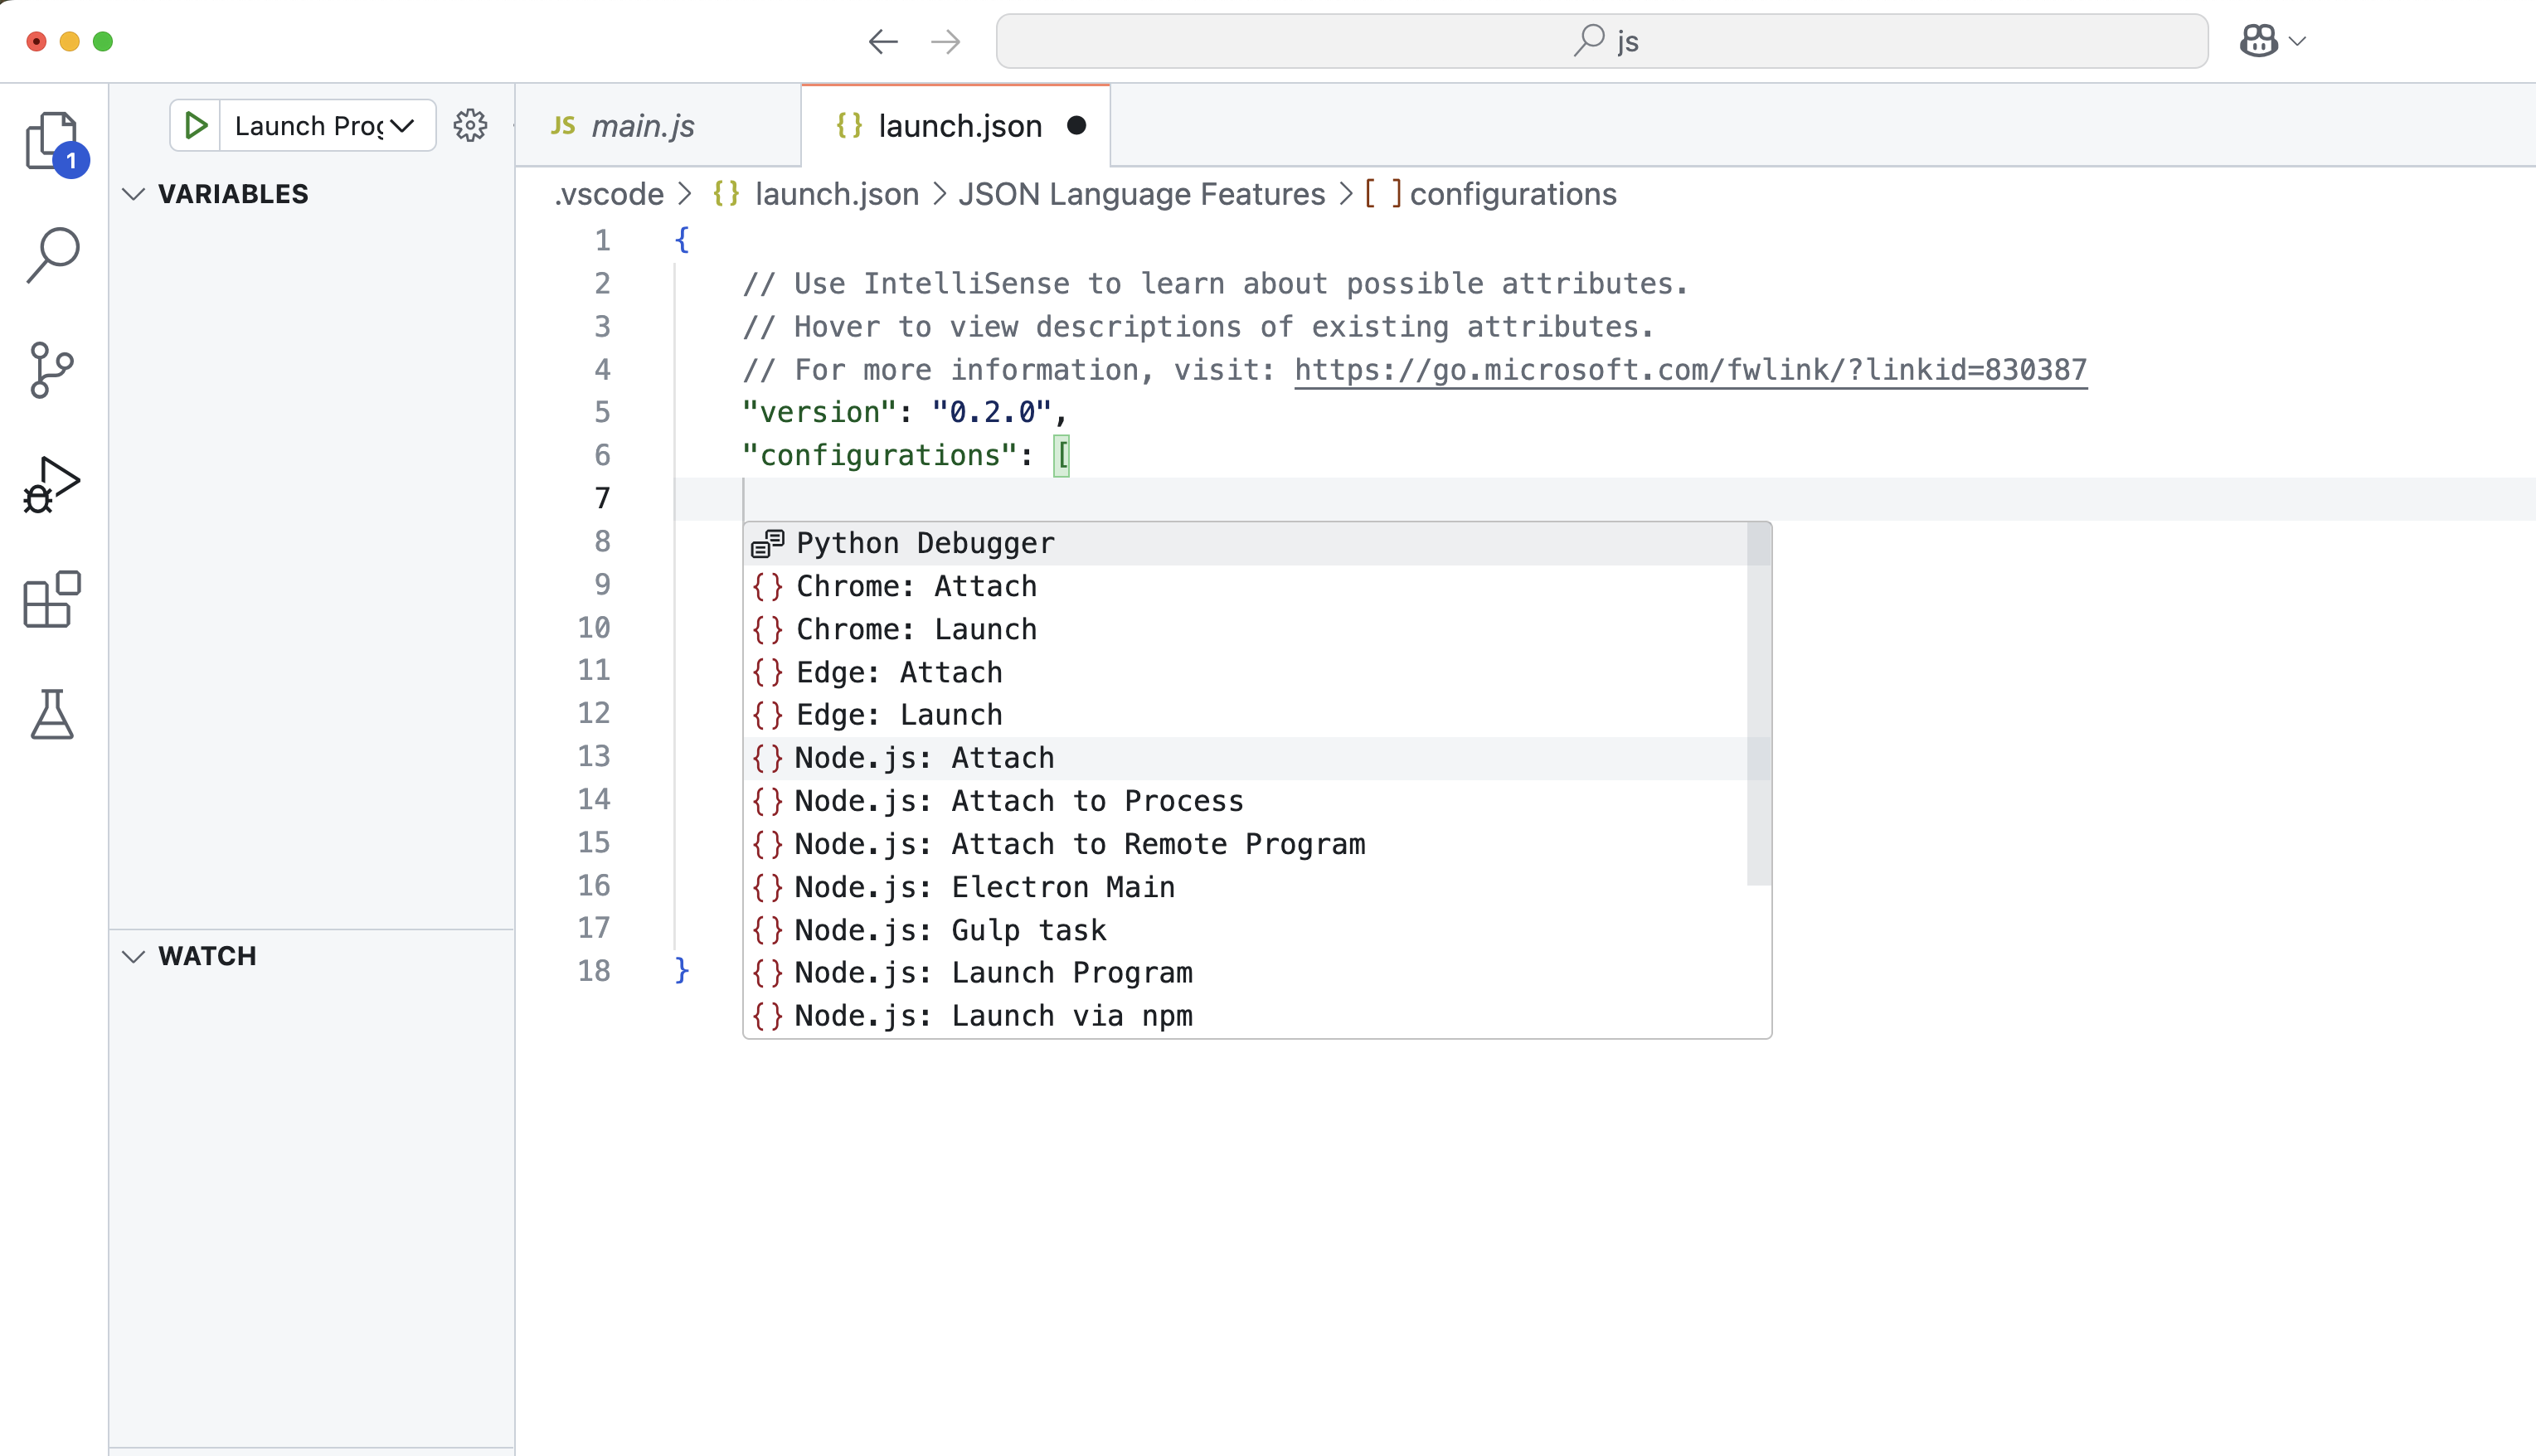 js
1
Launch Prog
VARIABLES
WATCH
JS main.js
{} launch.json
.vscode > {} launch.json > JSON Language Features > [ ] configurations
1 {
2 // Use IntelliSense to learn about possible attributes.
3 // Hover to view descriptions of existing attributes.
4 // For more information, visit: https://go.microsoft.com/fwlink/?linkid=830387
5 "version": "0.2.0",
6 "configurations": [
7
8
9
10
11
12
13
14
15
16
17
18 }
Python Debugger
{} Chrome: Attach
{} Chrome: Launch
{} Edge: Attach
{} Edge: Launch
{} Node.js: Attach
{} Node.js: Attach to Process
{} Node.js: Attach to Remote Program
{} Node.js: Electron Main
{} Node.js: Gulp task
{} Node.js: Launch Program
{} Node.js: Launch via npm